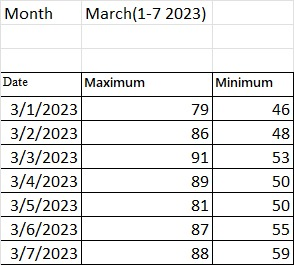 Month March(1-7 2023)
Date Maximum Minimum
3/1/2023 79 46
3/2/2023 86 48
3/3/2023 91 53
3/4/2023 89 50
3/5/2023 81 50
3/6/2023 87 55
3/7/2023 88 59